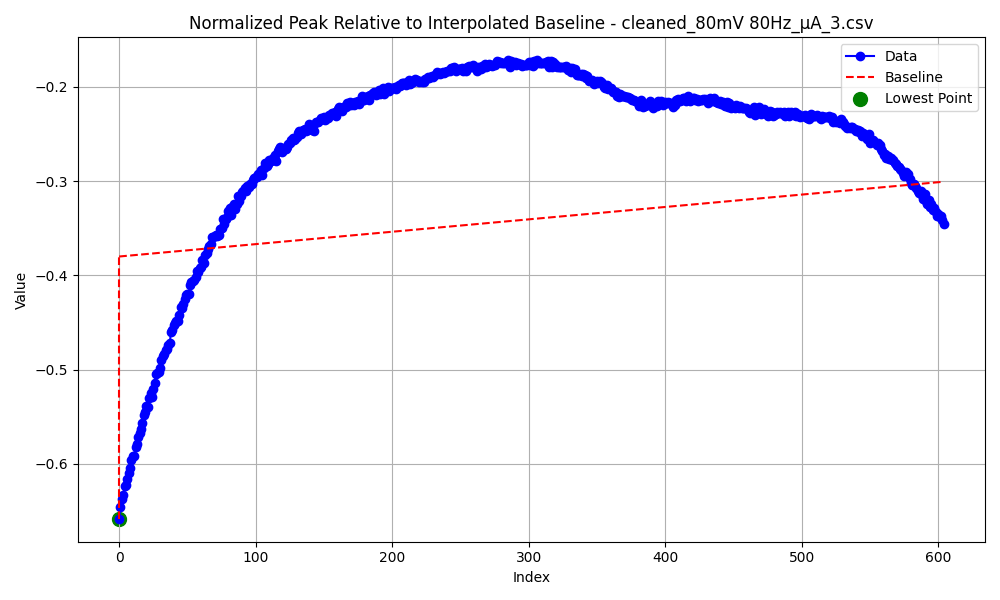 Normalized Peak Relative to Interpolated Baseline - cleaned_80mV 80Hz_μA_3.csv
Data
Baseline
Lowest Point
Value
−0.2
−0.3
−0.4
−0.5
−0.6
0 100 200 300 400 500 600
Index